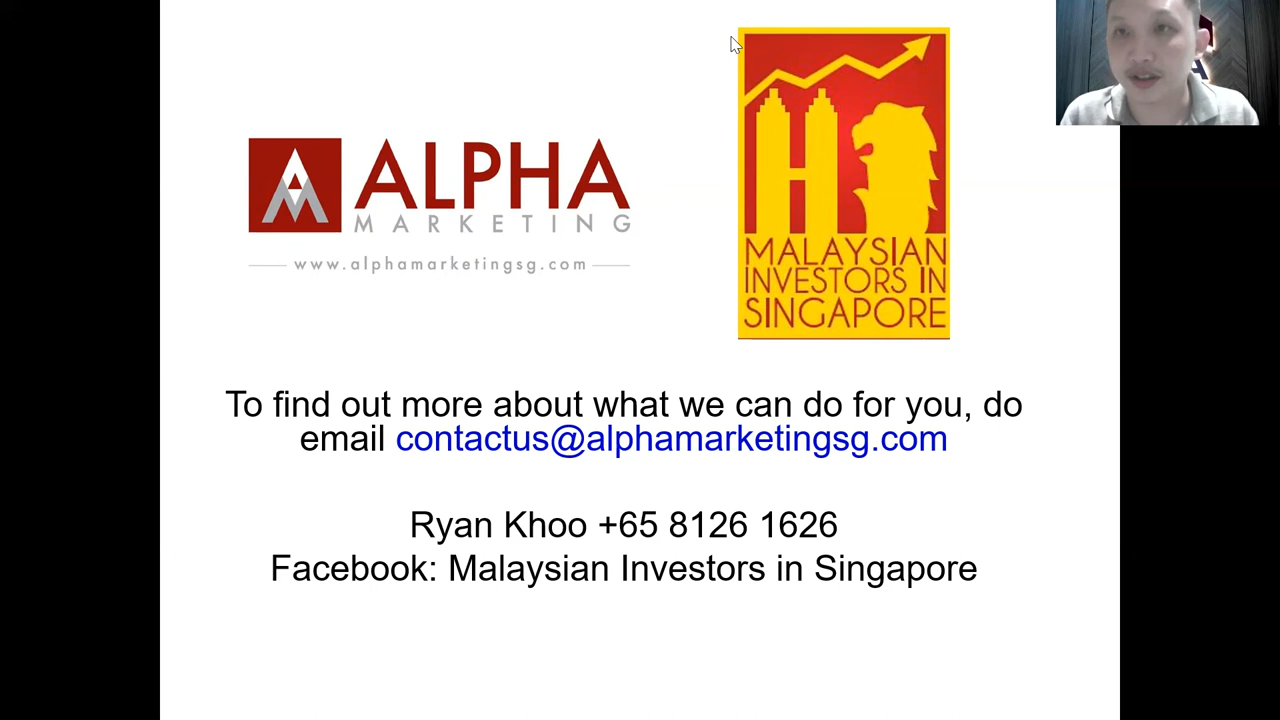 ALPHA
MARKETING
www.alphamarketingsg.com
MALAYSIAN
INVESTORS IN
SINGAPORE
To find out more about what we can do for you, do
email contactus@alphamarketingsg.com
Ryan Khoo +65 8126 1626
Facebook: Malaysian Investors in Singapore